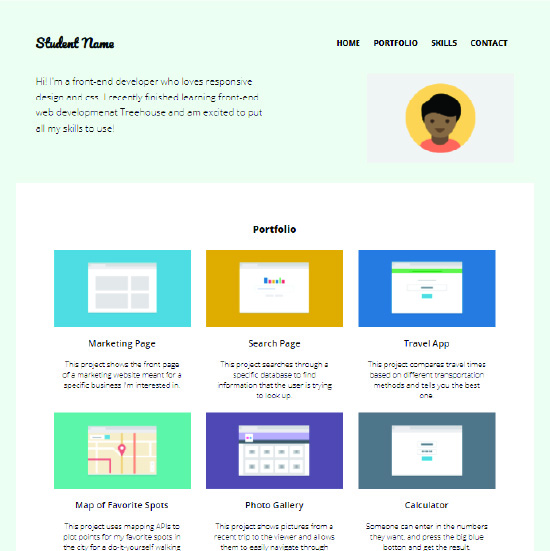 Student Name
HOME PORTFOLIO SKILLS CONTACT
Hi! I'm a front-end developer who loves responsive
design and css. I recently finished learning front-end
web developmenet Treehouse and am excited to put
all my skills to use!
Portfolio
Marketing Page
This project shows the front page
of a marketing website meant for a
specific business I'm interested in.
Search Page
This project searches through a
specific database to find
information that the user is trying
to look up.
Travel App
This project compares travel times
based on different transportation
methods and tells you the best
one.
Map of Favorite Spots
This project uses mapping APIs to
plot points for my favorite spots in
the city for a do-it-yourself walking
Photo Gallery
This project shows pictures from a
recent trip to the viewer and allows
them to easily navigate through
Calculator
Someone can enter in the numbers
they want, and press the big blue
button and get the result.